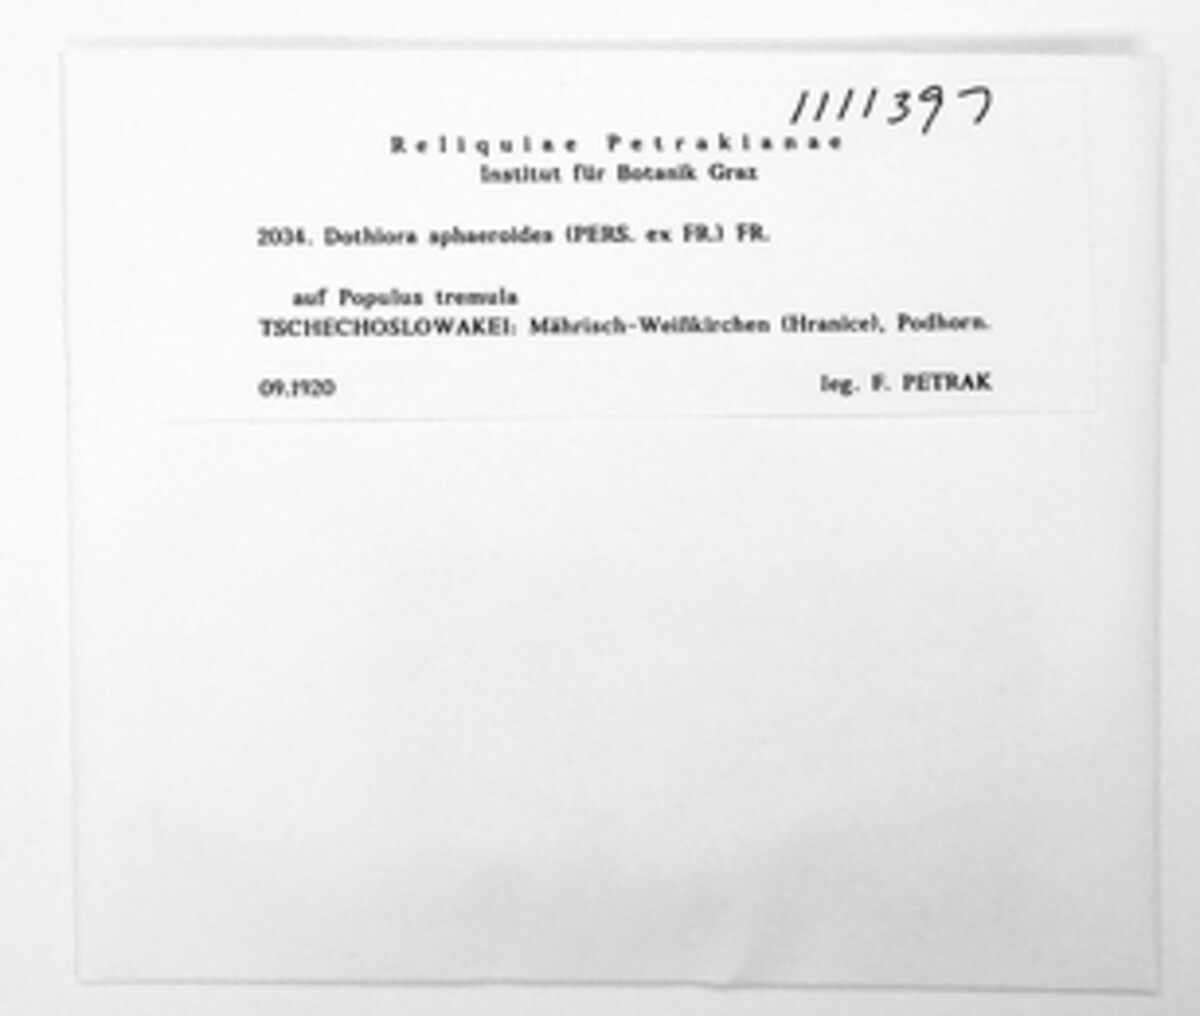 1111397
Reliquiae Petrakianae
Institut für Botanik Graz
2034. Dothiora sphaeroides (PERS. ex FR.) FR.
auf Populus tremula
TSCHECHOSLOWAKEI: Mährisch-Weißkirchen (Hranice), Podhorn.
09.1920 leg. F. PETRAK